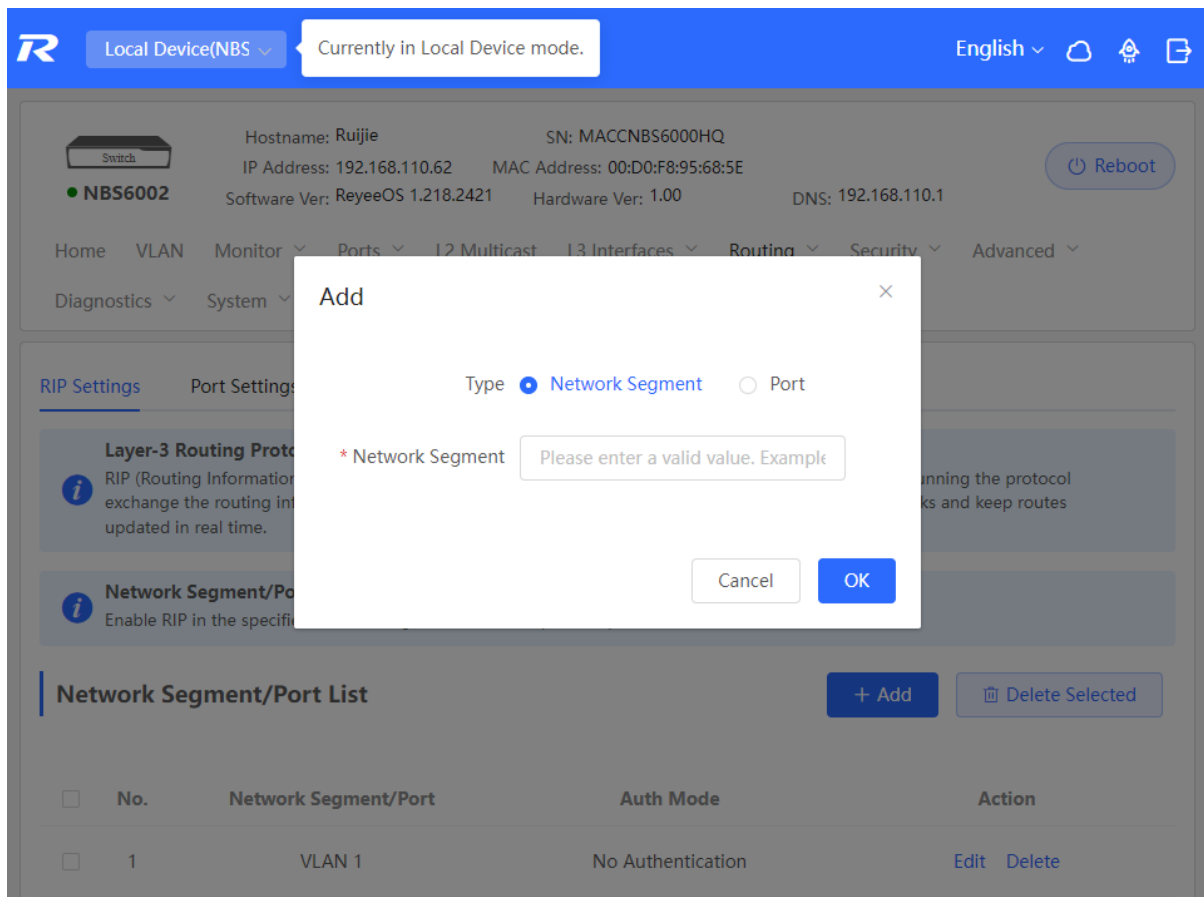 Local Device(NBS
Currently in Local Device mode.
English
Switch
NBS6002
Hostname: Ruijie
SN: MACCNBS6000HQ
IP Address: 192.168.110.62
MAC Address: 00:D0:F8:95:68:5E
Software Ver: ReyeeOS 1.218.2421
Hardware Ver: 1.00
DNS: 192.168.110.1
Reboot
Home VLAN Monitor Ports L2 Multicast L3 Interfaces Routing Security Advanced
Diagnostics System
Add
Type Network Segment Port
* Network Segment Please enter a valid value. Example
Cancel OK
RIP Settings Port Settings
Layer-3 Routing Proto
RIP (Routing Information
unning the protocol
exchange the routing inf
ks and keep routes
updated in real time.
Network Segment/Po
Enable RIP in the specifi
Network Segment/Port List
+ Add
Delete Selected
No. Network Segment/Port Auth Mode Action
1 VLAN 1 No Authentication Edit Delete